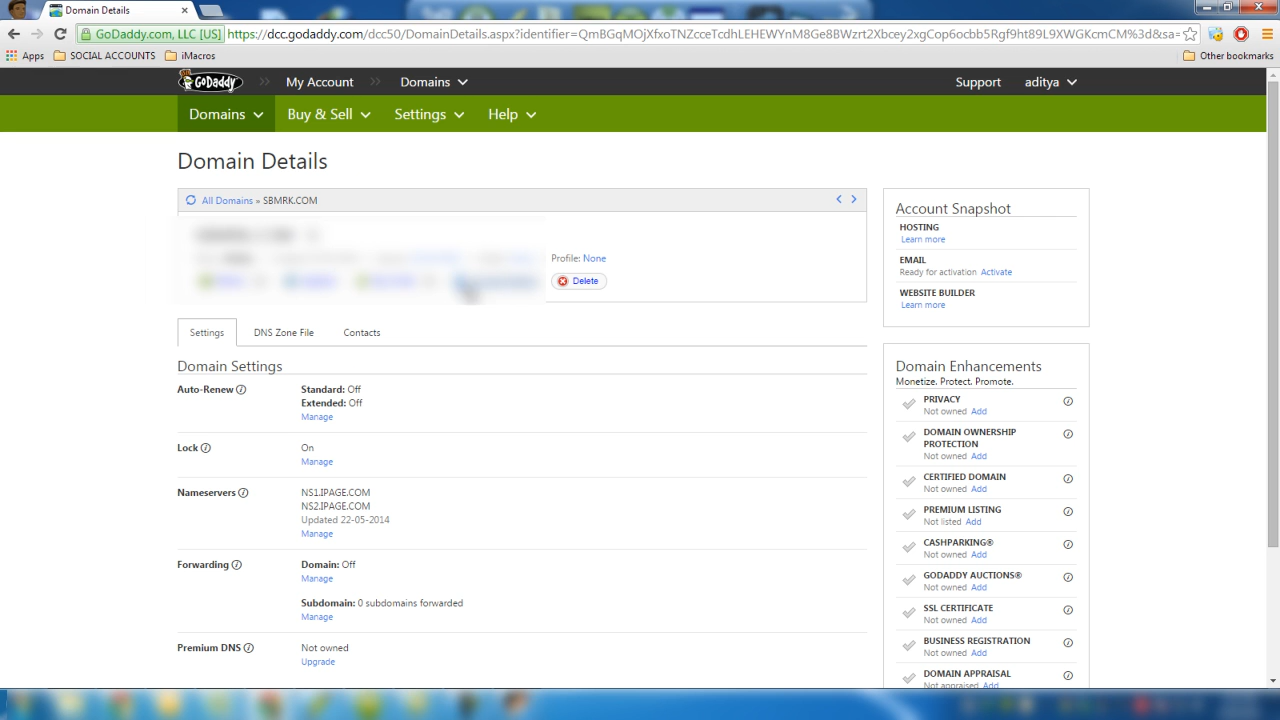 Domain Details
GoDaddy.com, LLC [US] https://dcc.godaddy.com/dcc50/DomainDetails.aspx?identifier=QmBGqMOjXfxoTNZcceTcdhLEHEWYnM8Ge8BWzrt2Xbcey2xgCop6ocbb5Rgf9ht89L9XWGKcmCM%3d&sa=
Apps SOCIAL ACCOUNTS iMacros Other bookmarks
GODADDY My Account Domains Support aditya
Domains Buy & Sell Settings Help
Domain Details
All Domains » SBMRK.COM
Profile: None
Delete
Settings DNS Zone File Contacts
Domain Settings
Auto-Renew Standard: Off
Extended: Off
Manage
Lock On
Manage
Nameservers NS1.IPAGE.COM
NS2.IPAGE.COM
Updated 22-05-2014
Manage
Forwarding Domain: Off
Manage
Subdomain: 0 subdomains forwarded
Manage
Premium DNS Not owned
Upgrade
Account Snapshot
HOSTING
Learn more
EMAIL
Ready for activation Activate
WEBSITE BUILDER
Learn more
Domain Enhancements
Monetize. Protect. Promote.
PRIVACY
Not owned Add
DOMAIN OWNERSHIP
PROTECTION
Not owned Add
CERTIFIED DOMAIN
Not owned Add
PREMIUM LISTING
Not listed Add
CASHPARKING®
Not owned Add
GODADDY AUCTIONS®
Not owned Add
SSL CERTIFICATE
Not owned Add
BUSINESS REGISTRATION
Not owned Add
DOMAIN APPRAISAL
Not appraised Add